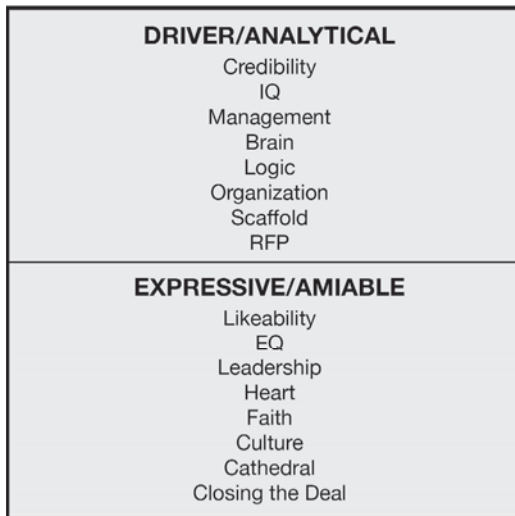 DRIVER/ANALYTICAL
Credibility
IQ
Management
Brain
Logic
Organization
Scaffold
RFP
EXPRESSIVE/AMIABLE
Likeability
EQ
Leadership
Heart
Faith
Culture
Cathedral
Closing the Deal